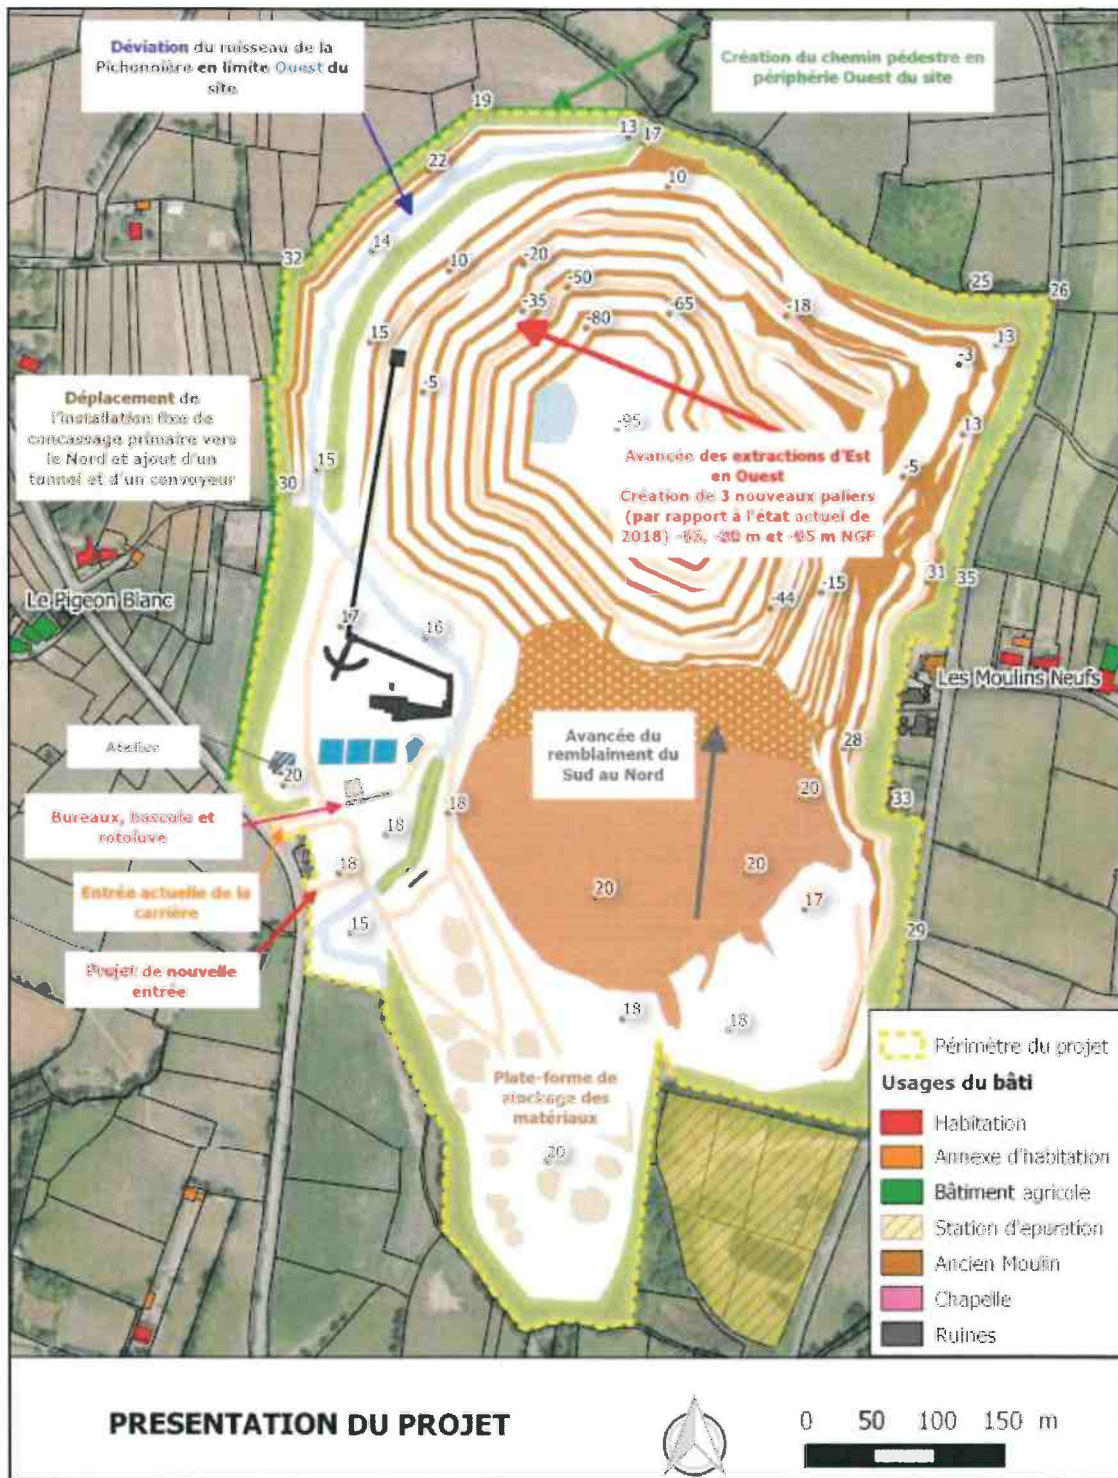 Déviation du ruisseau de la
Pichonnière en limite Ouest du
site
Création du chemin pédestre en
périphérie Ouest du site
19
13
17
22
10
14
32
10
-20
-50
25
26
-35
-65
-18
-80
15
13
-3
-5
Déplacement de
l'installation fixe de
concassage primaire vers
le Nord et ajout d'un
tunnel et d'un convoyeur
-95
13
Avancée des extractions d'Est
en Ouest
Création de 3 nouveaux paliers
(par rapport à l'état actuel de
2018) -65, -80 m et -95 m NGF
15
-5
30
31
35
-15
-44
Le Pigeon Blanc
17
16
Les Moulins Neufs
Atelier
Avancée du
remblaiment du
Sud au Nord
28
20
20
33
Bureaux, bascule et
rotoluve
18
18
18
20
20
Entrée actuelle de la
carrière
17
15
29
Projet de nouvelle
entrée
18
18
Plate-forme de
stockage des
matériaux
20
Périmètre du projet
Usages du bâti
Habitation
Annexe d'habitation
Bâtiment agricole
Station d'epuration
Ancien Moulin
Chapelle
Ruines
PRESENTATION DU PROJET
0 50 100 150 m